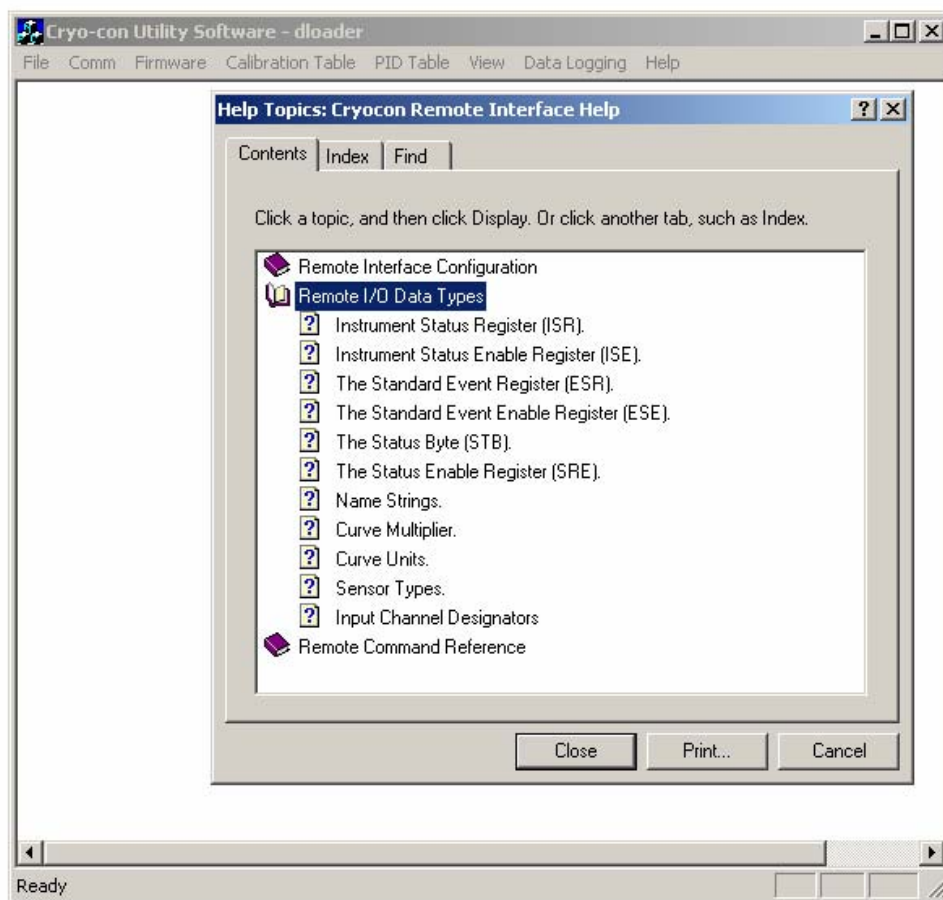 Cryo-con Utility Software - dloader
File Comm Firmware Calibration Table PID Table View Data Logging Help
Help Topics: Cryocon Remote Interface Help
Contents Index Find
Click a topic, and then click Display. Or click another tab, such as Index.
Remote Interface Configuration
Remote I/O Data Types
Instrument Status Register (ISR).
Instrument Status Enable Register (ISE).
The Standard Event Register (ESR).
The Standard Event Enable Register (ESE).
The Status Byte (STB).
The Status Enable Register (SRE).
Name Strings.
Curve Multiplier.
Curve Units.
Sensor Types.
Input Channel Designators
Remote Command Reference
Close Print... Cancel
Ready